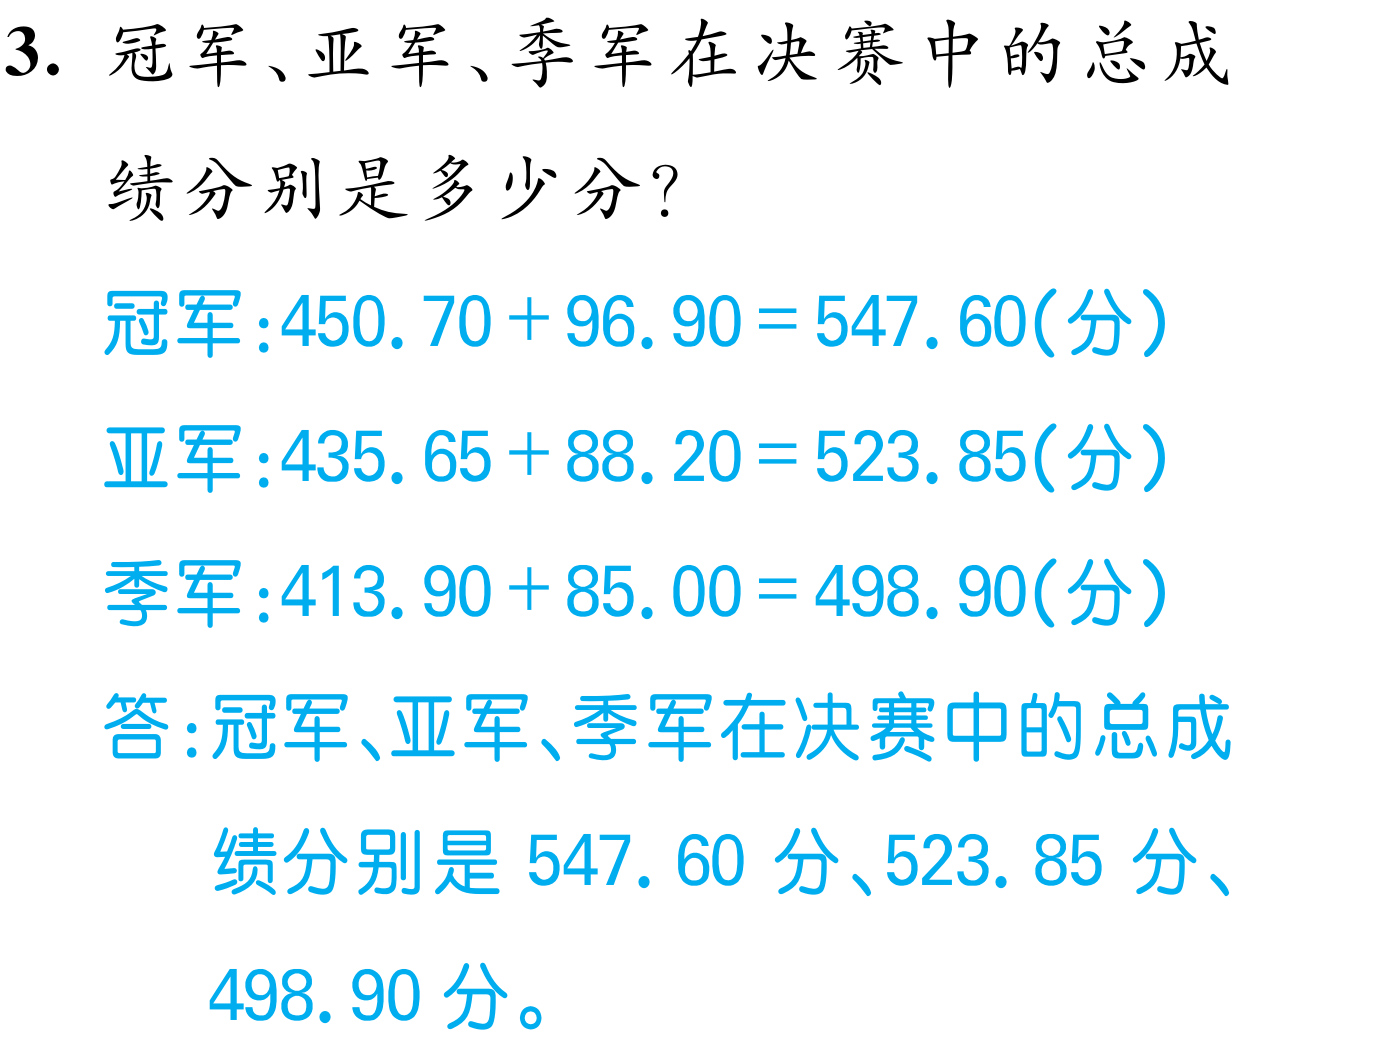 3. 冠军、亚军、季军在决赛中的总成
绩分别是多少分?
冠军:450.70+96.90=547.60(分)
亚军:435.65+88.20=523.85(分)
季军:413.90+85.00=498.90(分)
答:冠军、亚军、季军在决赛中的总成
绩分别是 547.60 分、523.85 分、
498.90 分。